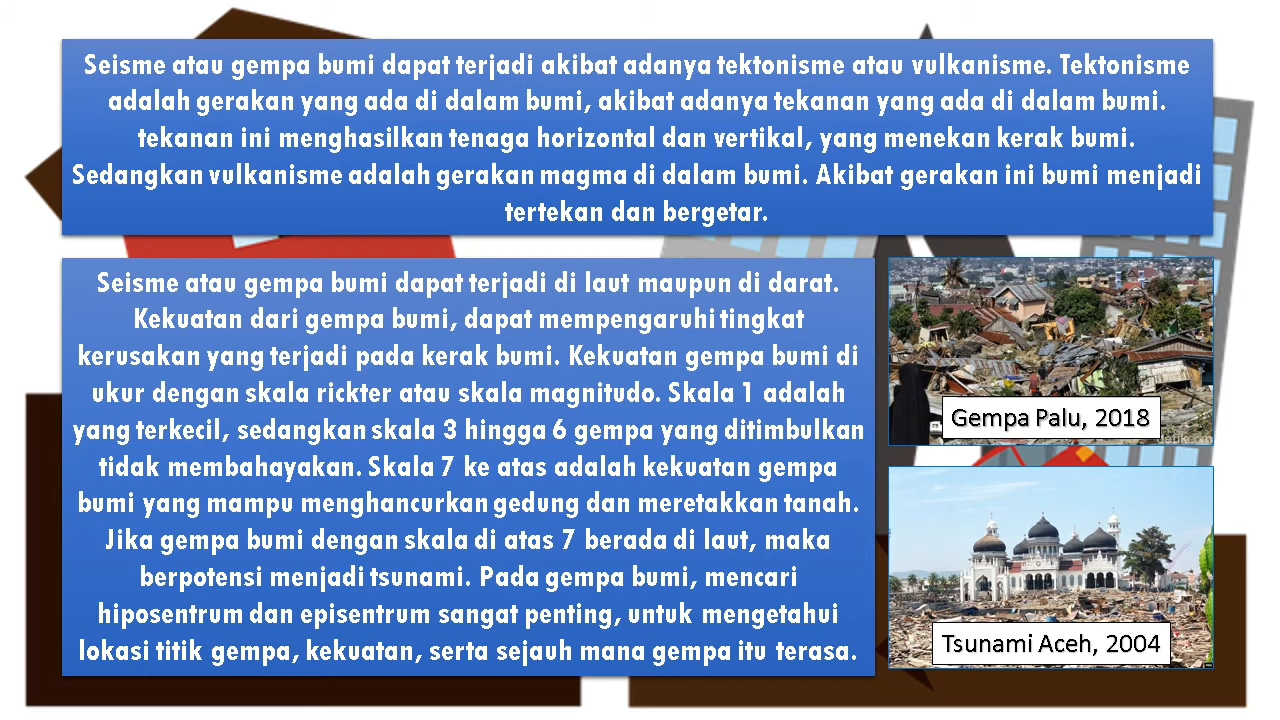 Seisme atau gempa bumi dapat terjadi akibat adanya tektonisme atau vulkanisme. Tektonisme
adalah gerakan yang ada di dalam bumi, akibat adanya tekanan yang ada di dalam bumi.
tekanan ini menghasilkan tenaga horizontal dan vertikal, yang menekan kerak bumi.
Sedangkan vulkanisme adalah gerakan magma di dalam bumi. Akibat gerakan ini bumi menjadi
tertekan dan bergetar.
Seisme atau gempa bumi dapat terjadi di laut maupun di darat.
Kekuatan dari gempa bumi, dapat mempengaruhi tingkat
kerusakan yang terjadi pada kerak bumi. Kekuatan gempa bumi di
ukur dengan skala rickter atau skala magnitudo. Skala 1 adalah
yang terkecil, sedangkan skala 3 hingga 6 gempa yang ditimbulkan
tidak membahayakan. Skala 7 ke atas adalah kekuatan gempa
bumi yang mampu menghancurkan gedung dan meretakkan tanah.
Jika gempa bumi dengan skala di atas 7 berada di laut, maka
berpotensi menjadi tsunami. Pada gempa bumi, mencari
hiposentrum dan episentrum sangat penting, untuk mengetahui
lokasi titik gempa, kekuatan, serta sejauh mana gempa itu terasa.
Gempa Palu, 2018
Tsunami Aceh, 2004